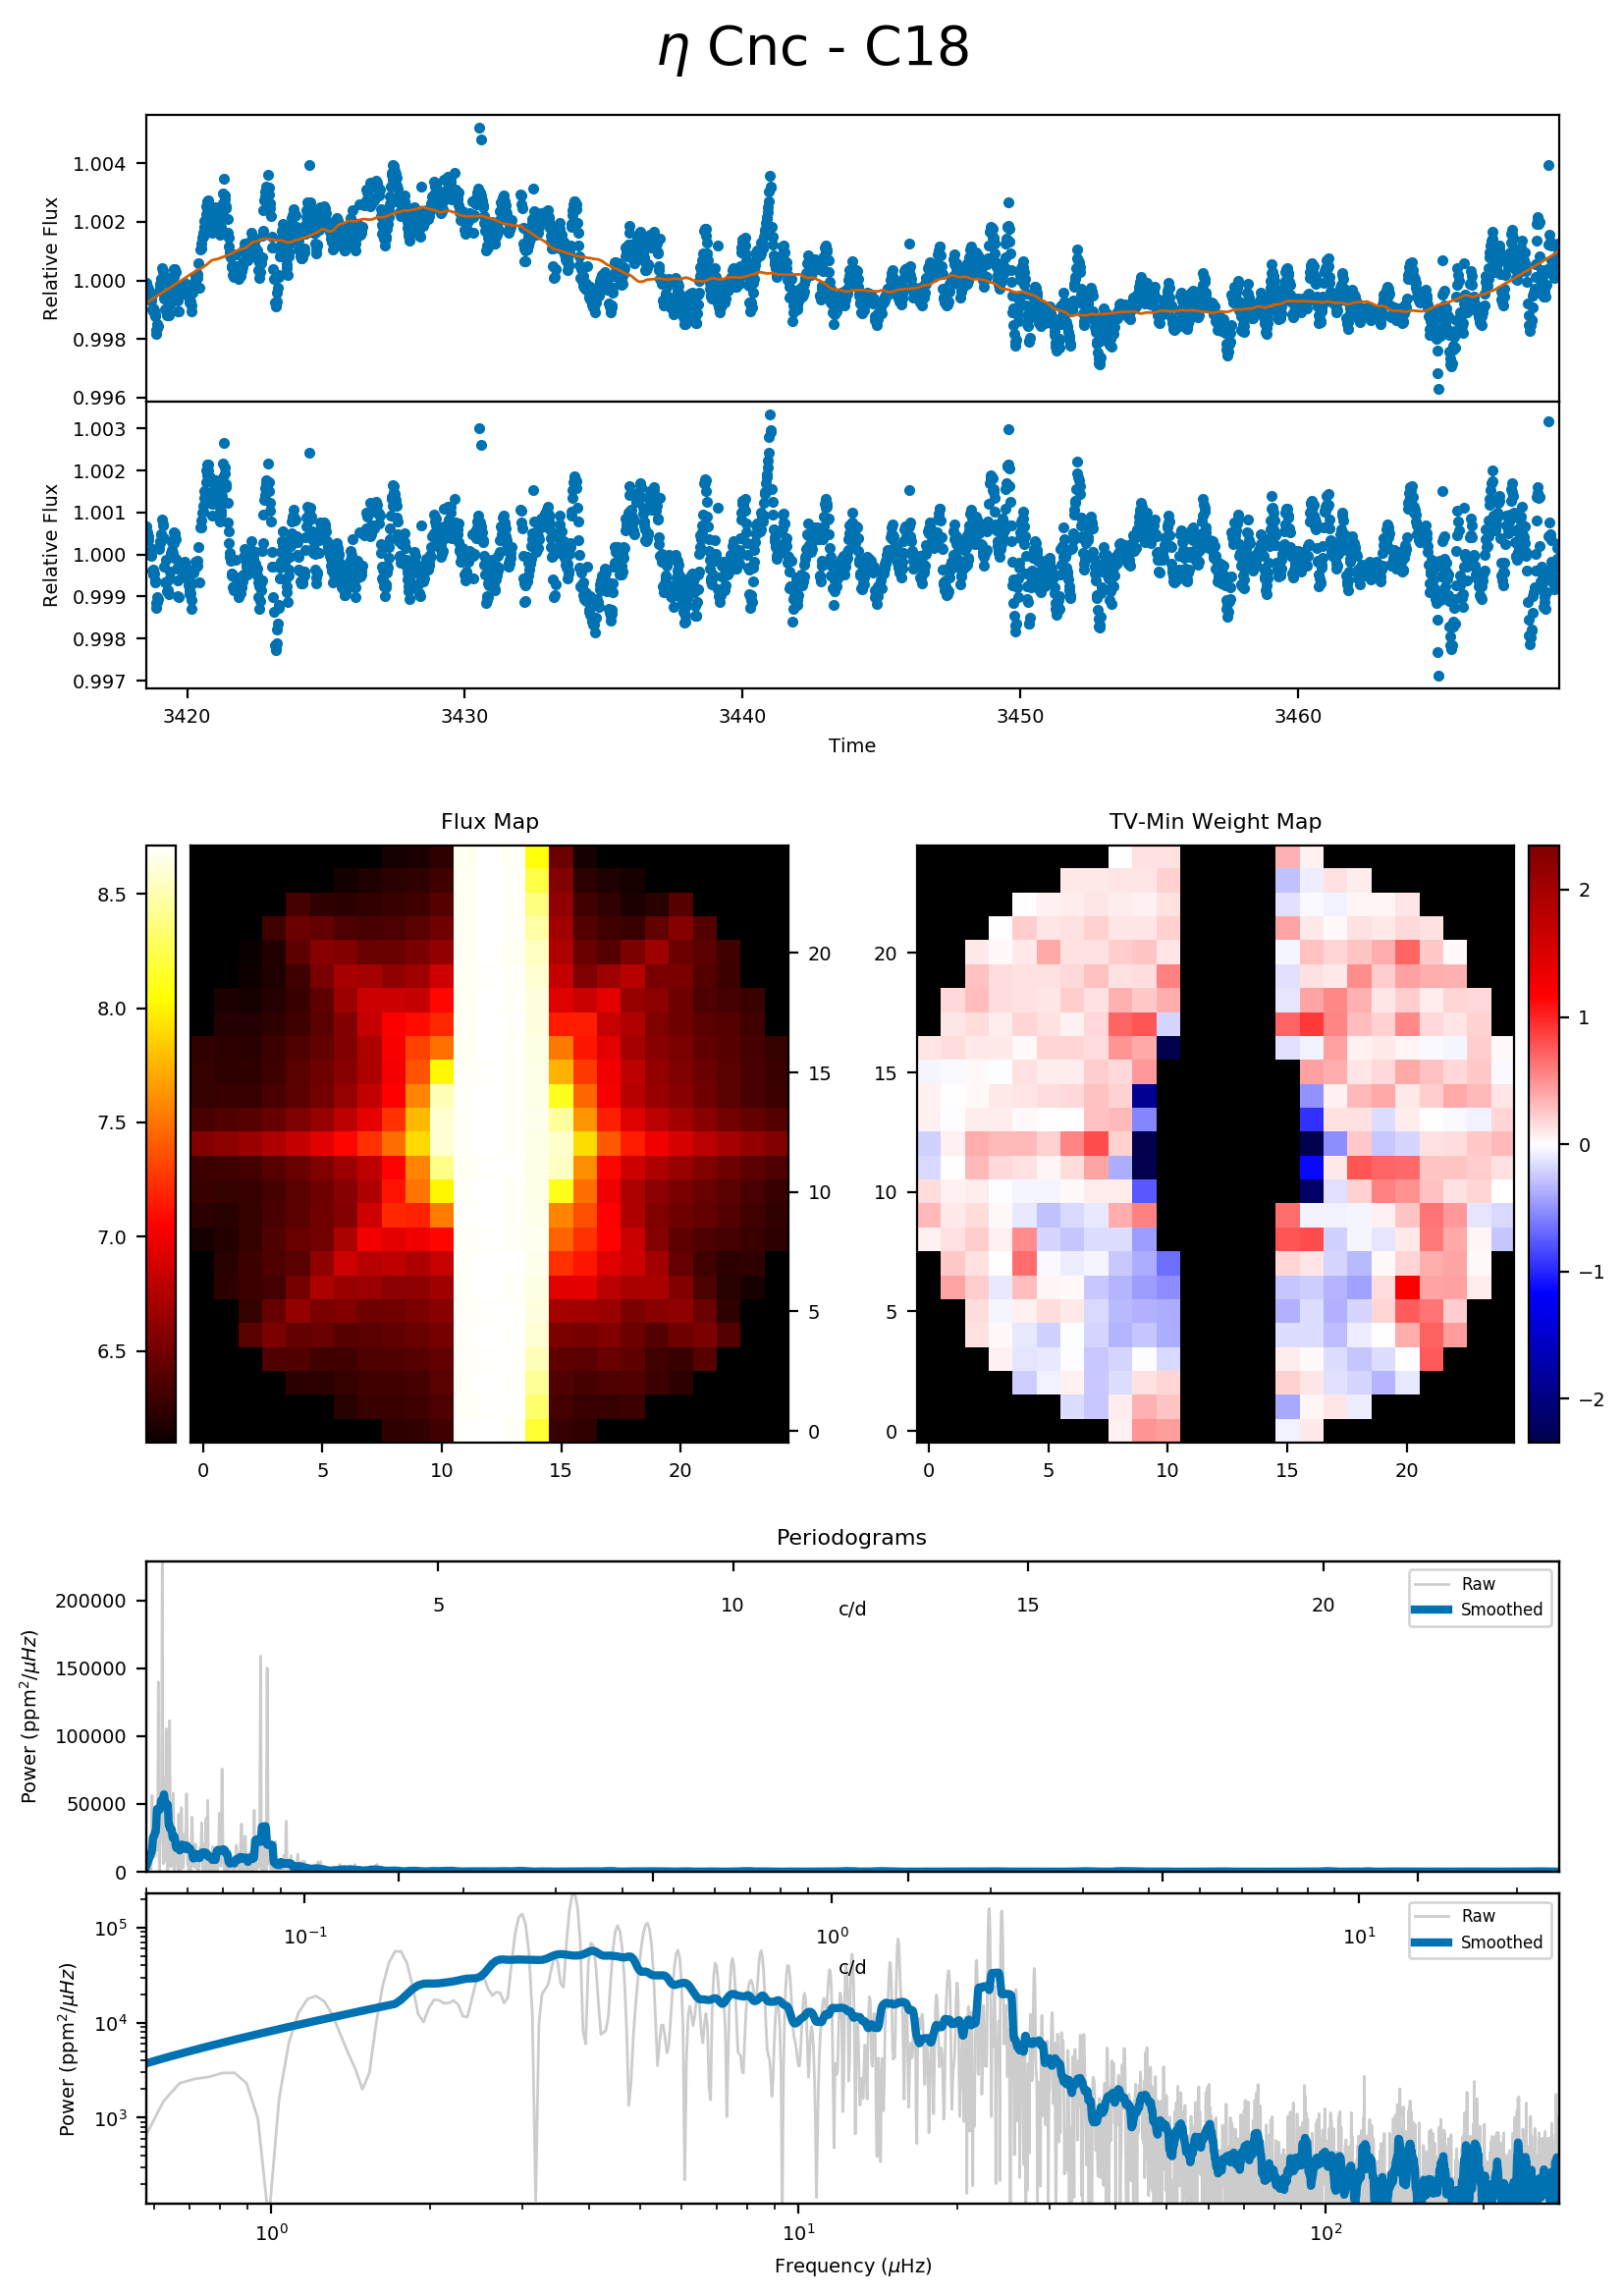 η Cnc - C18
1.004
1.002
1.000
0.998
0.996
Relative Flux
1.003
1.002
1.001
1.000
0.999
0.998
0.997
Relative Flux
3420 3430 3440 3450 3460
Time
Flux Map
TV-Min Weight Map
8.5
8.0
7.5
7.0
6.5
20
15
10
5
0
0 5 10 15 20
20
15
10
5
0
0 5 10 15 20
2
1
0
−1
−2
Periodograms
Power (ppm²/μHz)
200000
150000
100000
50000
0
5 10 15 20
c/d
Raw
Smoothed
Power (ppm²/μHz)
10⁵
10⁴
10³
10⁻¹ 10⁰ 10¹
c/d
Raw
Smoothed
10⁰ 10¹ 10²
Frequency (μHz)